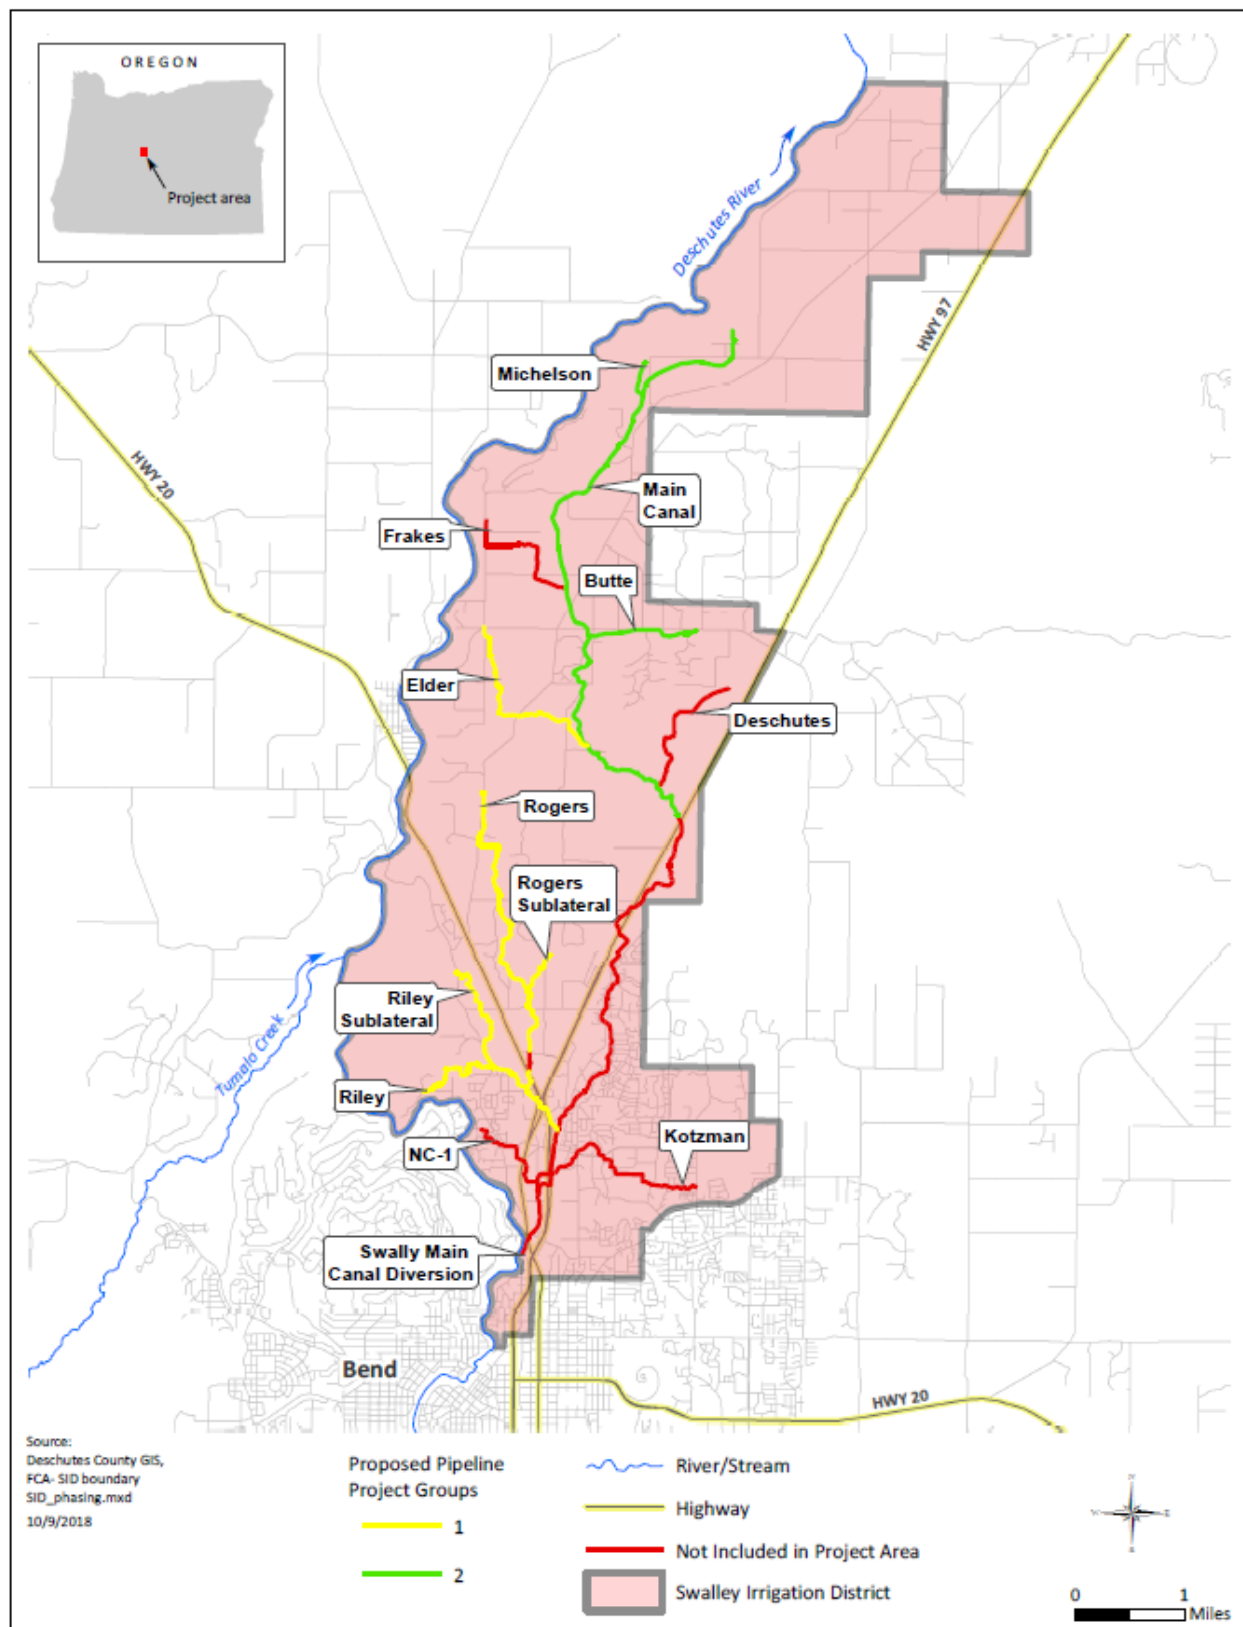 OREGON
Project area
Deschutes River
HWY 97
Michelson
HWY 20
Main
Canal
Frakes
Butte
Elder
Deschutes
Rogers
Rogers
Sublateral
Riley
Sublateral
Tumalo Creek
Riley
Kotzman
NC-1
Swally Main
Canal Diversion
Bend
HWY 20
Source:
Deschutes County GIS,
FCA- SID boundary
SID_phasing.mxd
10/9/2018
Proposed Pipeline
Project Groups
1
2
River/Stream
Highway
Not Included in Project Area
Swalley Irrigation District
N
W
E
S
0 1
Miles